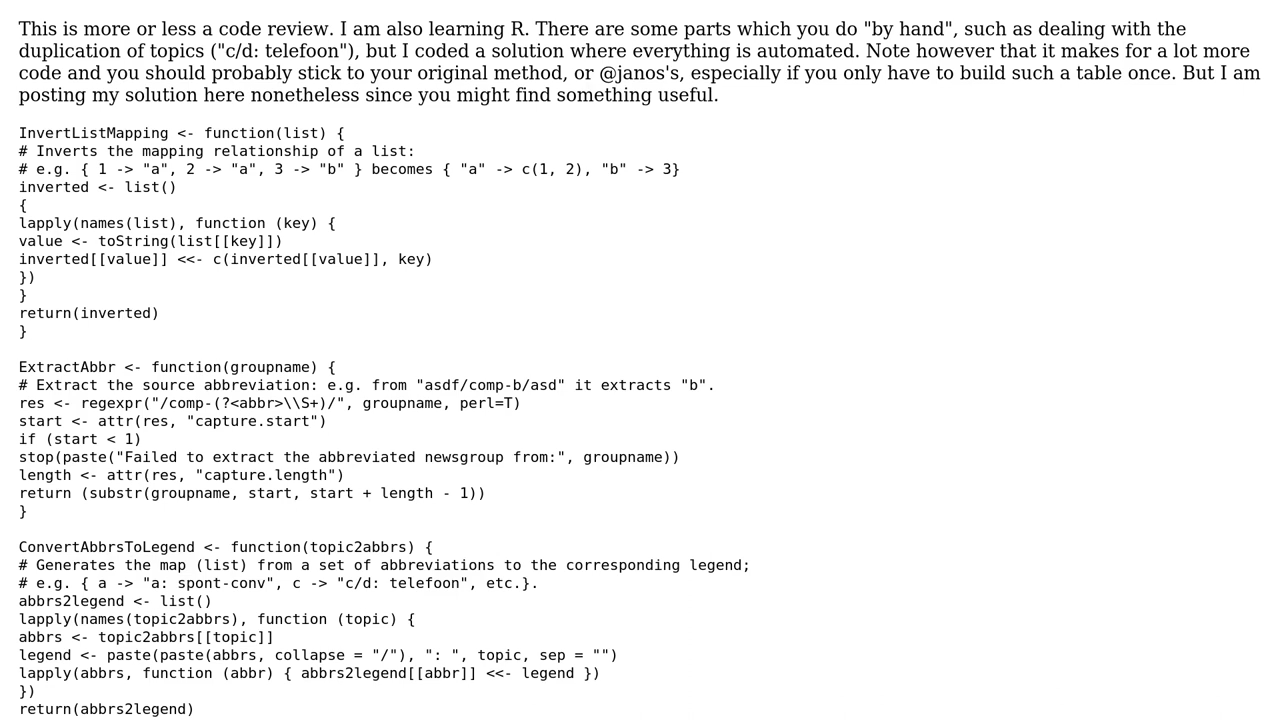 This is more or less a code review. I am also learning R. There are some parts which you do "by hand", such as dealing with the
duplication of topics ("c/d: telefoon"), but I coded a solution where everything is automated. Note however that it makes for a lot more
code and you should probably stick to your original method, or @janos's, especially if you only have to build such a table once. But I am
posting my solution here nonetheless since you might find something useful.
InvertListMapping <- function(list) {
# Inverts the mapping relationship of a list:
# e.g. { 1 -> "a", 2 -> "a", 3 -> "b" } becomes { "a" -> c(1, 2), "b" -> 3}
inverted <- list()
{
lapply(names(list), function (key) {
value <- toString(list[[key]])
inverted[[value]] <<- c(inverted[[value]], key)
})
}
return(inverted)
}
ExtractAbbr <- function(groupname) {
# Extract the source abbreviation: e.g. from "asdf/comp-b/asd" it extracts "b".
res <- regexpr("/comp-(?<abbr>\\S+)/", groupname, perl=T)
start <- attr(res, "capture.start")
if (start < 1)
stop(paste("Failed to extract the abbreviated newsgroup from:", groupname))
length <- attr(res, "capture.length")
return (substr(groupname, start, start + length - 1))
}
ConvertAbbrsToLegend <- function(topic2abbrs) {
# Generates the map (list) from a set of abbreviations to the corresponding legend;
# e.g. { a -> "a: spont-conv", c -> "c/d: telefoon", etc.}.
abbrs2legend <- list()
lapply(names(topic2abbrs), function (topic) {
abbrs <- topic2abbrs[[topic]]
legend <- paste(paste(abbrs, collapse = "/"), ": ", topic, sep = "")
lapply(abbrs, function (abbr) { abbrs2legend[[abbr]] <<- legend })
})
return(abbrs2legend)